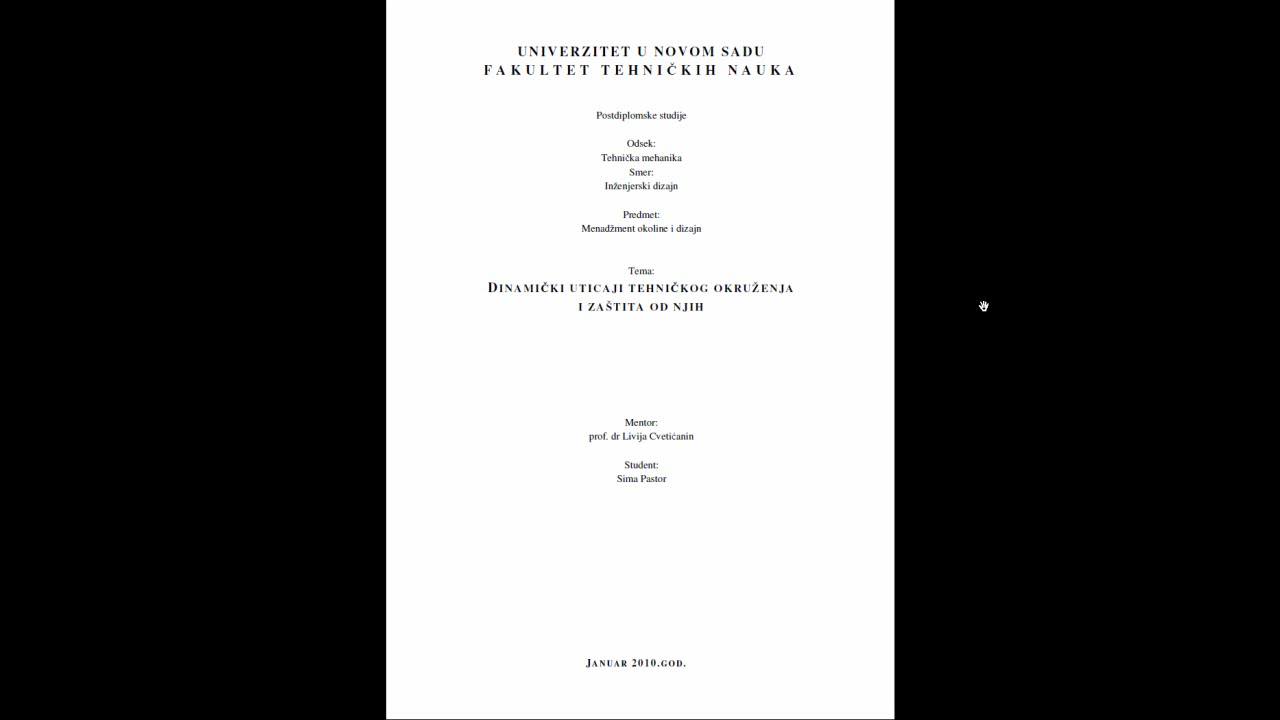 UNIVERZITET U NOVOM SADU
FAKULTET TEHNIČKIH NAUKA
Postdiplomske studije
Odsek:
Tehnička mehanika
Smer:
Inženjerski dizajn
Predmet:
Menadžment okoline i dizajn
Tema:
DINAMIČKI UTICAJI TEHNIČKOG OKRUŽENJA
I ZAŠTITA OD NJIH
Mentor:
prof. dr Livija Cvetićanin
Student:
Sima Pastor
JANUAR 2010.GOD.